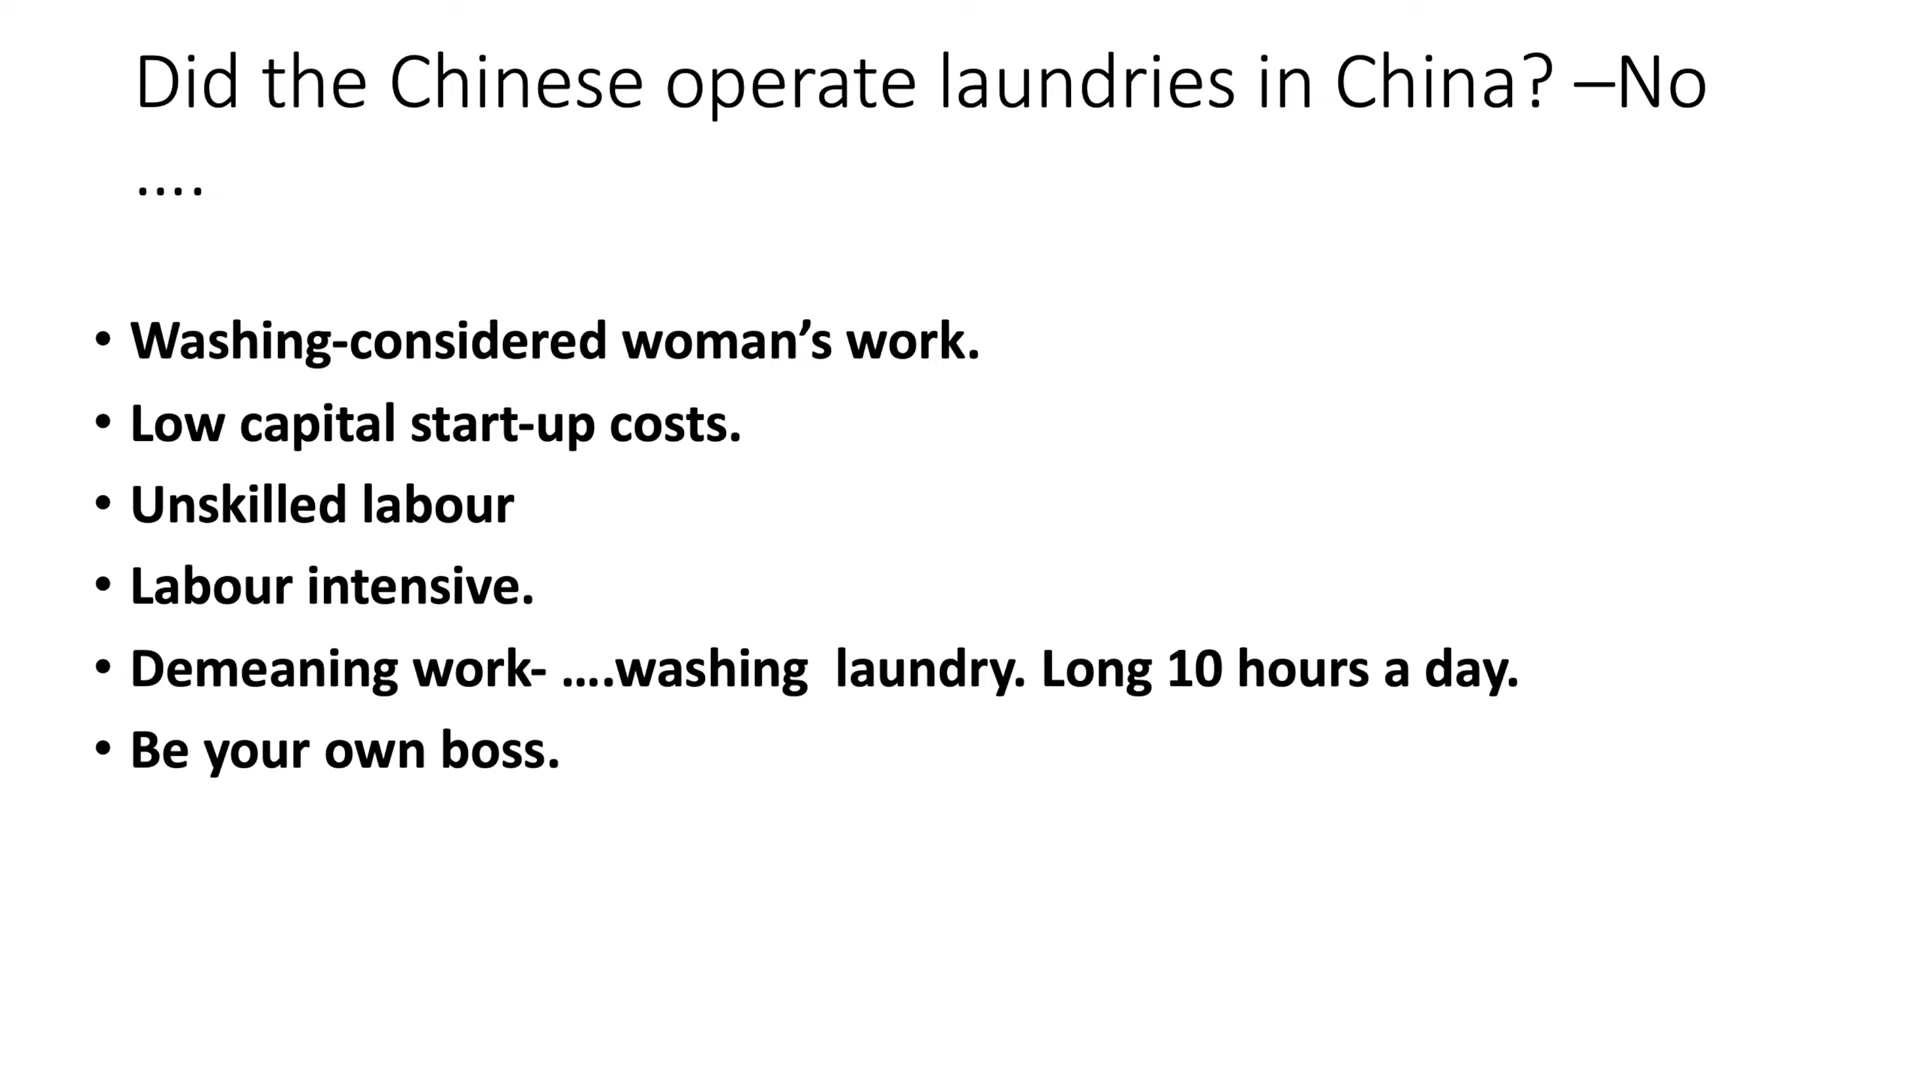 Did the Chinese operate laundries in China? –No
….
• Washing-considered woman’s work.
• Low capital start-up costs.
• Unskilled labour
• Labour intensive.
• Demeaning work- ….washing  laundry. Long 10 hours a day.
• Be your own boss.